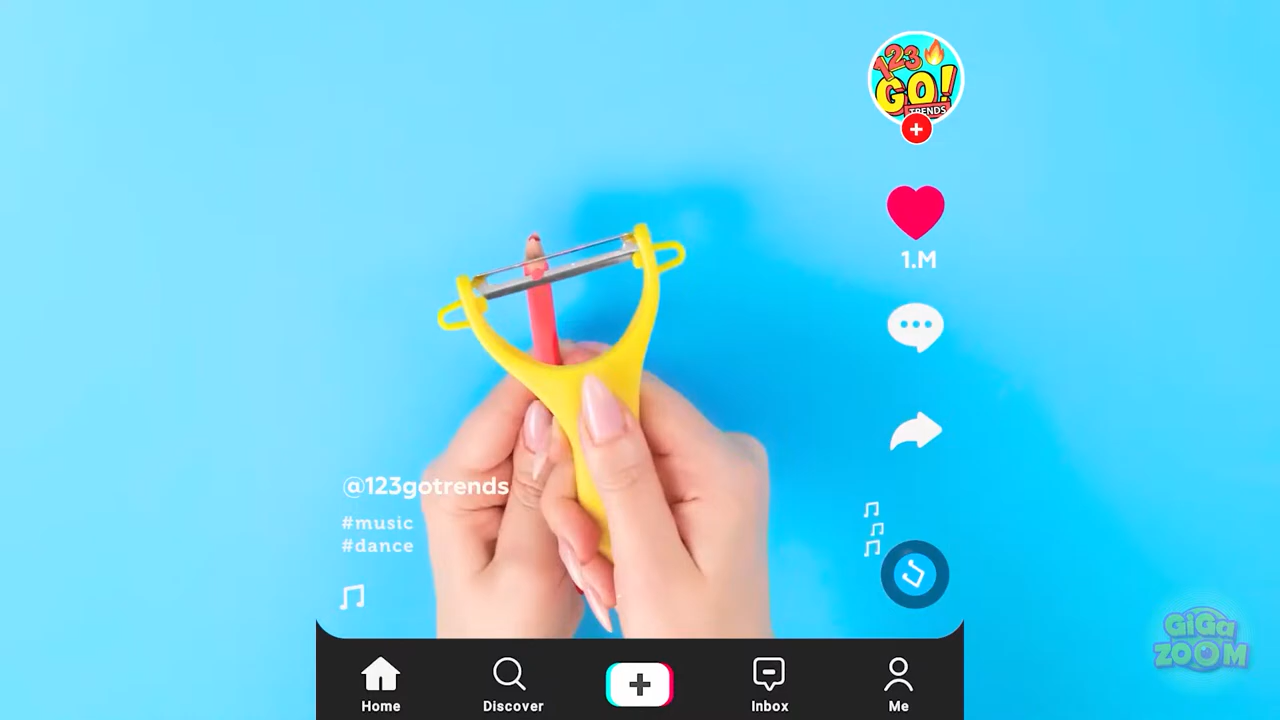 123
GO!
TRENDS
1.M
@123gotrends
#music
#dance
GiGa
ZOOM
Home
Discover
Inbox
Me